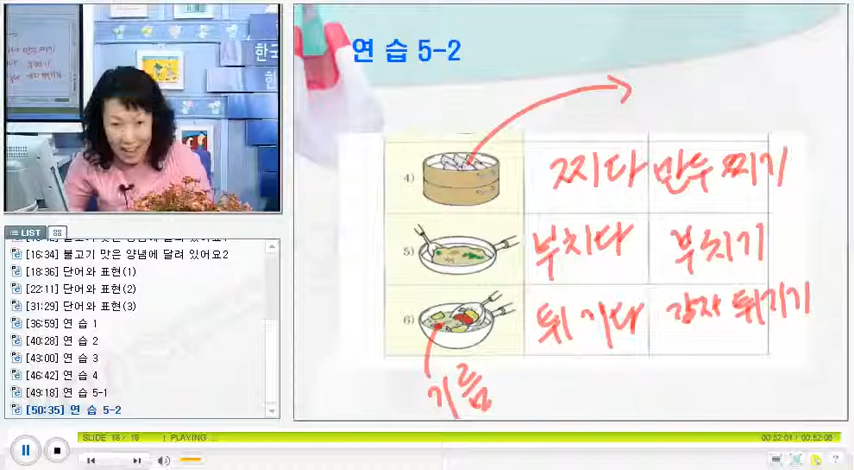 한국
연 습 5-2
4) 찌다 만두 찌기
5) 부치다 부치기
6) 튀기다 감자 튀기기
기름
LIST
[16:34] 불고기 맛은 양념에 달려 있어요2
[18:36] 단어와 표현(1)
[22:11] 단어와 표현(2)
[31:29] 단어와 표현(3)
[36:59] 연 습 1
[40:28] 연 습 2
[43:00] 연 습 3
[46:42] 연 습 4
[49:18] 연 습 5-1
[50:35] 연 습 5-2
SLIDE 18 / 19 | PLAYING ...
00:52:01 / 00:52:08